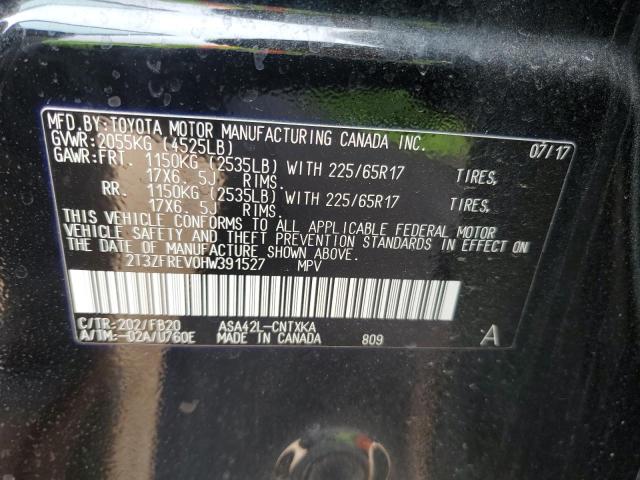 MFD.BY:TOYOTA MOTOR MANUFACTURING CANADA INC.
GVWR:2055KG (4525LB) 07/17
GAWR:FRT. 1150KG (2535LB) WITH 225/65R17 TIRES,
17X6.5J RIMS.
RR. 1150KG (2535LB) WITH 225/65R17 TIRES,
17X6.5J RIMS.
THIS VEHICLE CONFORMS TO ALL APPLICABLE FEDERAL MOTOR
VEHICLE SAFETY AND THEFT PREVENTION STANDARDS IN EFFECT ON
THE DATE OF MANUFACTURE SHOWN ABOVE.
2T3ZFREV0HW391527 MPV
C/TR:202/FB20 ASA42L-CNTXKA
A/TM:-02A/U760E MADE IN CANADA 809 A